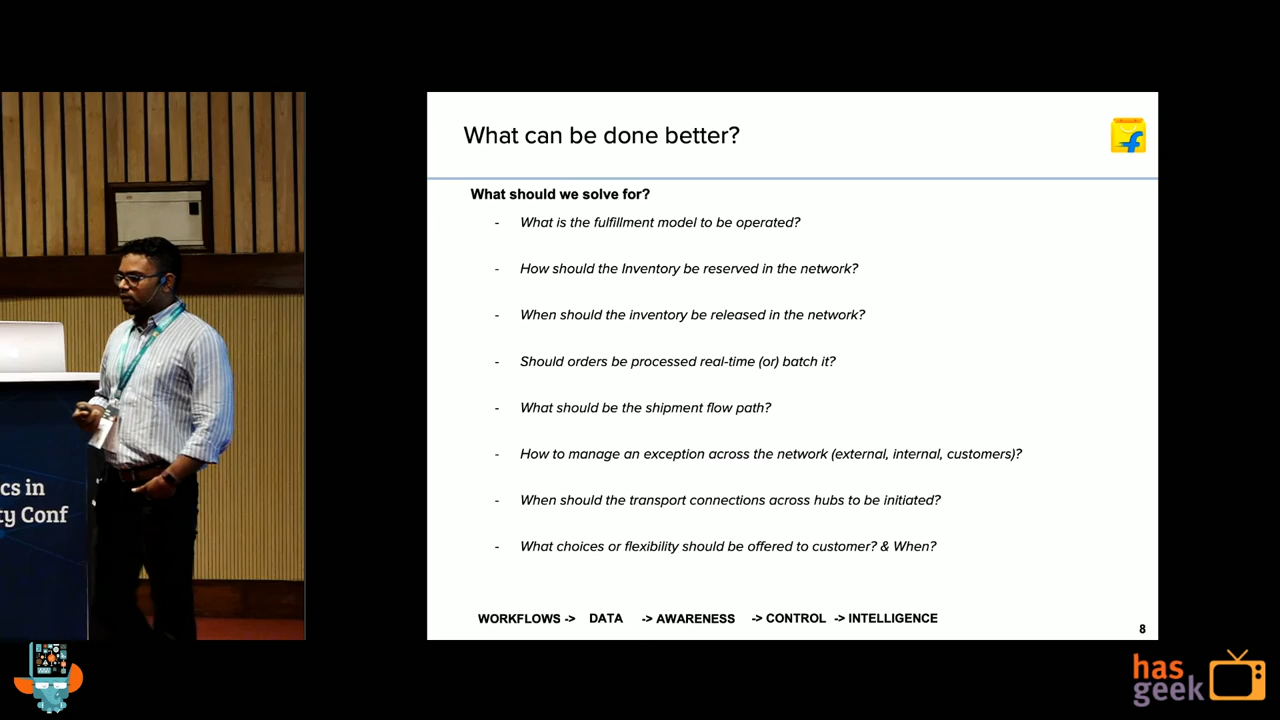 What can be done better?
What should we solve for?
- What is the fulfillment model to be operated?
- How should the Inventory be reserved in the network?
- When should the inventory be released in the network?
- Should orders be processed real-time (or) batch it?
- What should be the shipment flow path?
- How to manage an exception across the network (external, internal, customers)?
- When should the transport connections across hubs to be initiated?
- What choices or flexibility should be offered to customer? & When?
WORKFLOWS -> DATA -> AWARENESS -> CONTROL -> INTELLIGENCE
8
cs in
ty Conf
has
geek